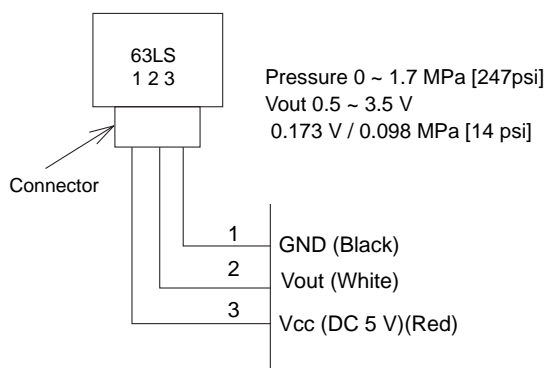 63LS
1 2 3
Pressure 0 ~ 1.7 MPa [247psi]
Vout 0.5 ~ 3.5 V
0.173 V / 0.098 MPa [14 psi]
Connector
1
GND (Black)
2
Vout (White)
3
Vcc (DC 5 V)(Red)